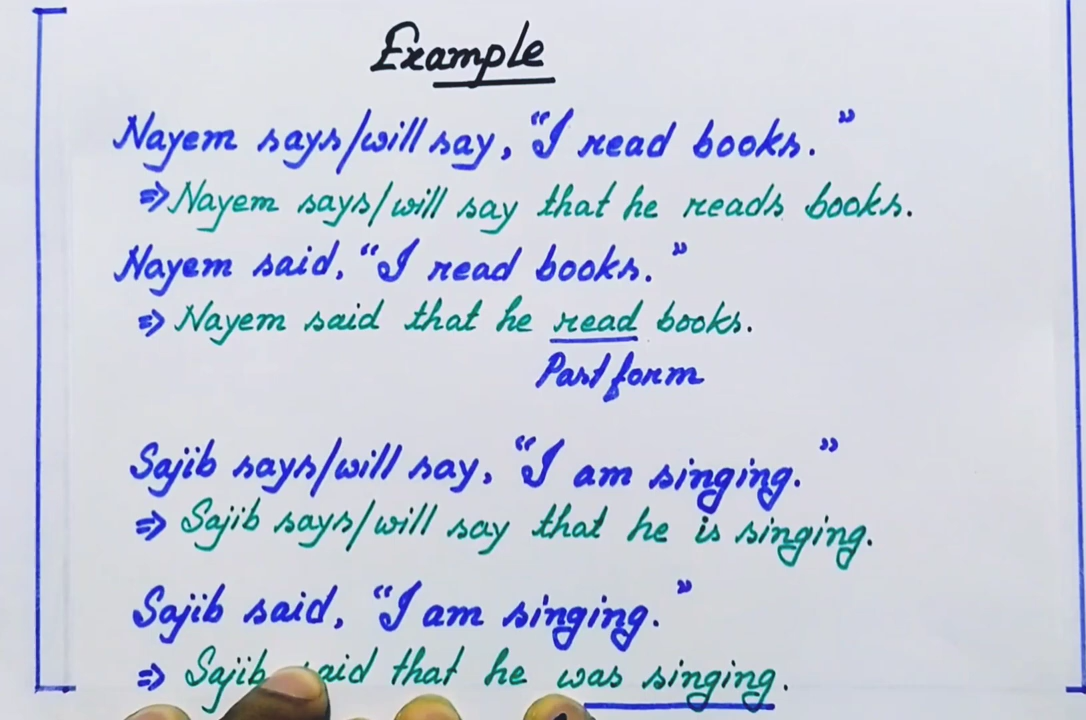 Example
Nayem says/will say, “I read books.”
⇒ Nayem says/will say that he reads books.
Nayem said, “I read books.”
⇒ Nayem said that he read books.
Past form
Sajib says/will say, “I am singing.”
⇒ Sajib says/will say that he is singing.
Sajib said, “I am singing.”
⇒ Sajib said that he was singing.